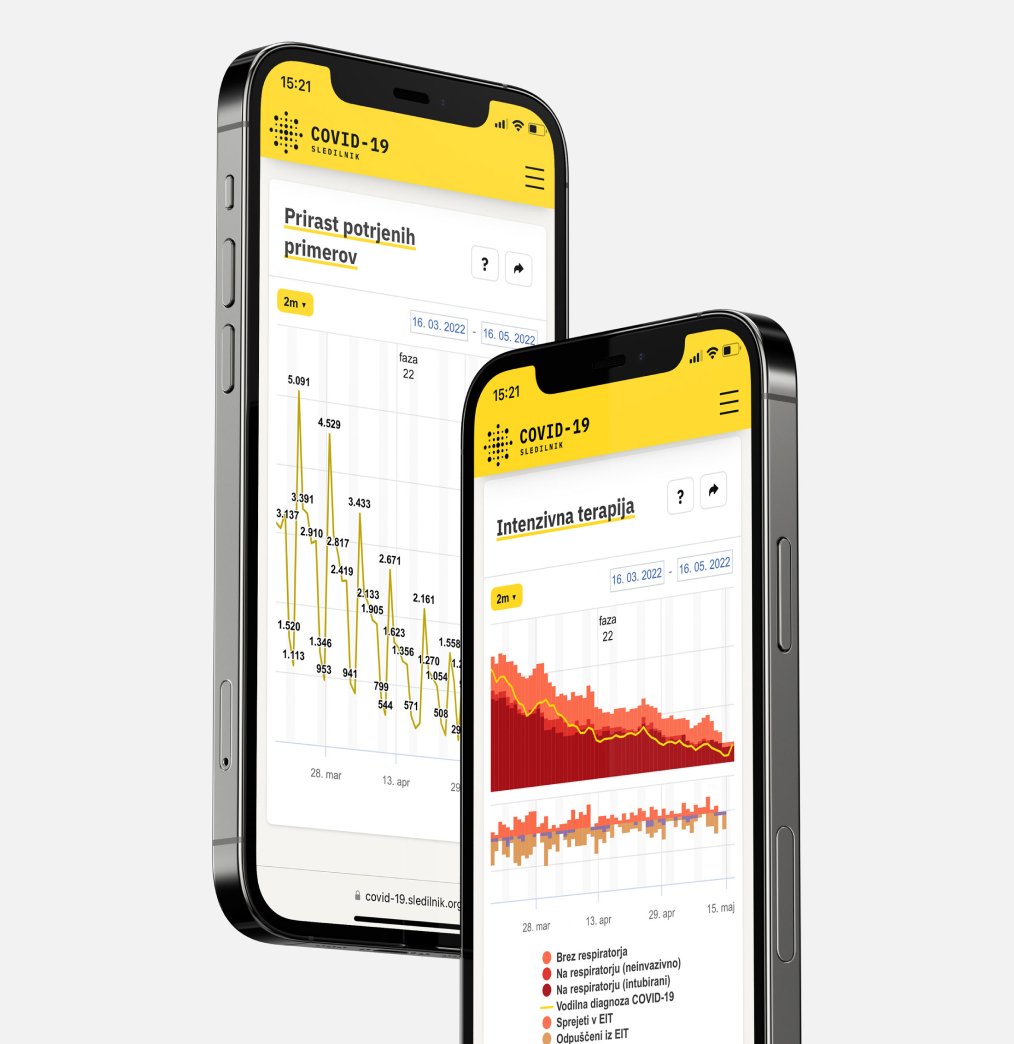 15:21
COVID-19
SLEDILNIK
Prirast potrjenih
primerov
?
2m
16. 03. 2022 - 16. 05. 2022
faza
22
5.091
4.529
3.391
3.433
3.137
2.910
2.817
2.671
2.419
2.133
2.161
1.905
1.520
1.623
1.558
1.346
1.356
1.113
1.270
953
941
1.054
799
544
571
508
28. mar
13. apr
29
covid-19.sledilnik.org
15:21
COVID-19
SLEDILNIK
Intenzivna terapija
?
2m
16. 03. 2022 - 16. 05. 2022
faza
22
28. mar
13. apr
29. apr
15. maj
Brez respiratorja
Na respiratorju (neinvazivno)
Na respiratorju (intubirani)
Vodilna diagnoza COVID-19
Sprejeti v EIT
Odpuščeni iz EIT